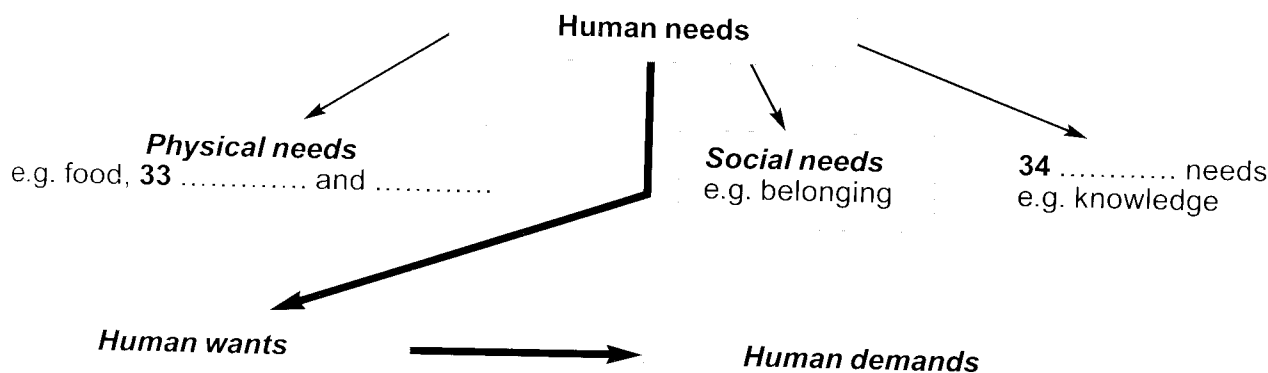 Human needs
Physical needs
e.g. food, 33 ............. and ............
Social needs
e.g. belonging
34 ............ needs
e.g. knowledge
Human wants
Human demands